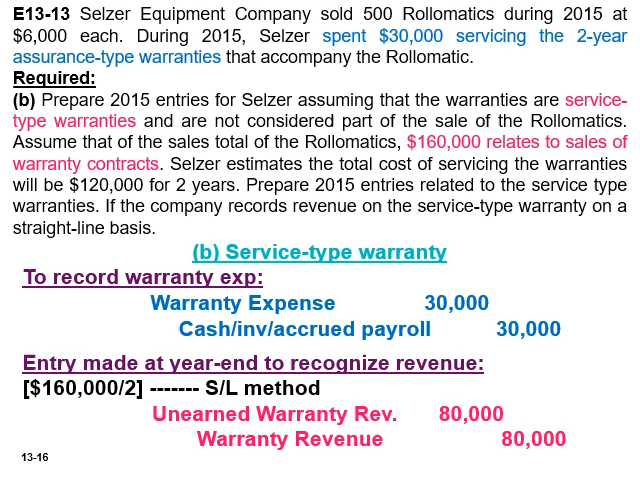 E13-13 Selzer Equipment Company sold 500 Rollomatics during 2015 at
$6,000 each. During 2015, Selzer spent $30,000 servicing the 2-year
assurance-type warranties that accompany the Rollomatic.
Required:
(b) Prepare 2015 entries for Selzer assuming that the warranties are service-
type warranties and are not considered part of the sale of the Rollomatics.
Assume that of the sales total of the Rollomatics, $160,000 relates to sales of
warranty contracts. Selzer estimates the total cost of servicing the warranties
will be $120,000 for 2 years. Prepare 2015 entries related to the service type
warranties. If the company records revenue on the service-type warranty on a
straight-line basis.
(b) Service-type warranty
To record warranty exp:
Warranty Expense 30,000
Cash/inv/accrued payroll 30,000
Entry made at year-end to recognize revenue:
[$160,000/2] ------- S/L method
Unearned Warranty Rev. 80,000
Warranty Revenue 80,000
13-16